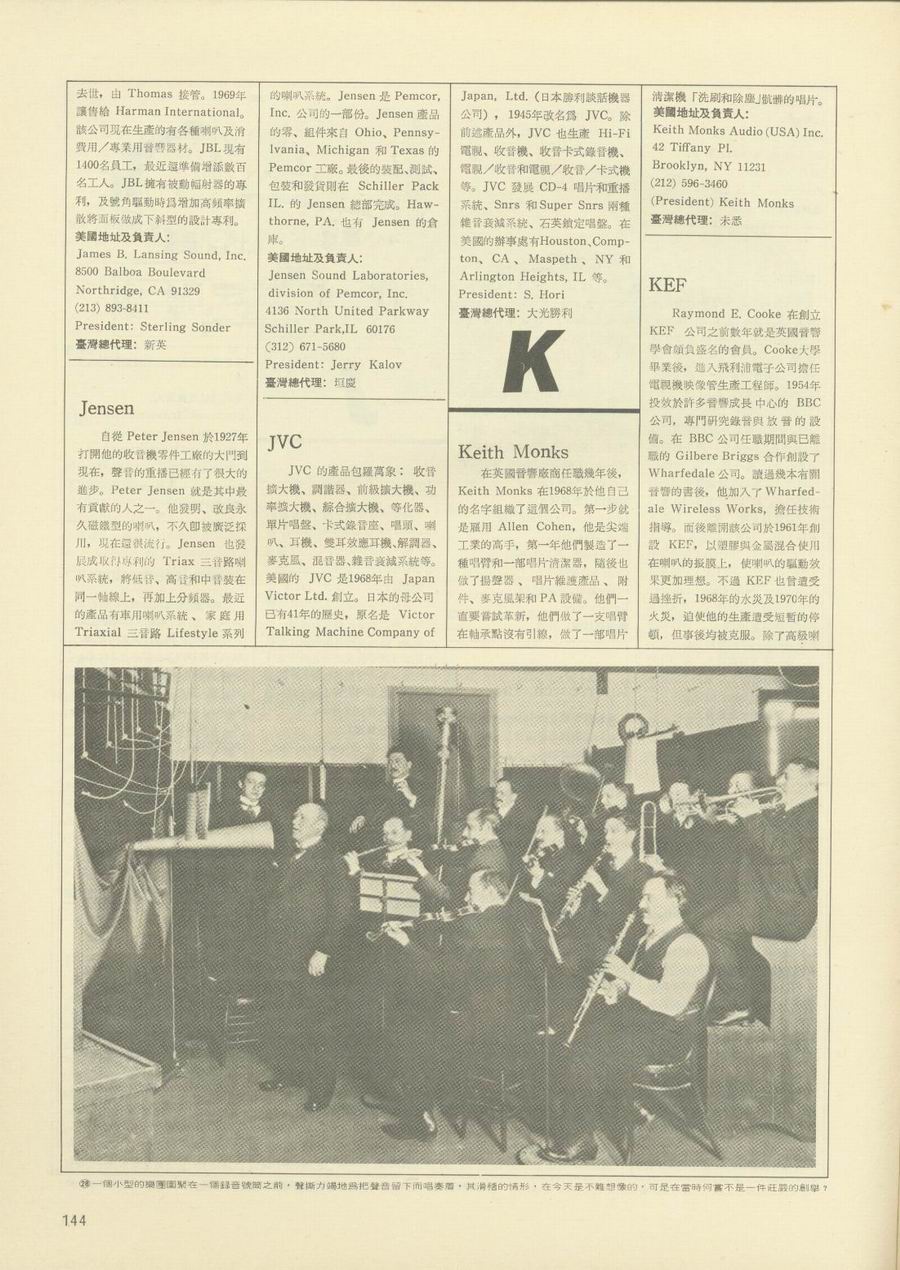 去世，由 Thomas 接管。1969年
讓售給 Harman International。
該公司現在生產的有各種喇叭及消
費用／專業用音響器材。JBL 現有
1400名員工，最近還準備增添數百
名工人。JBL擁有被動幅射器的專
利，及號角驅動時爲增加高頻率擴
散將面板做成下斜型的設計專利。
美國地址及負責人：
James B. Lansing Sound, Inc.
8500 Balboa Boulevard
Northridge, CA 91329
(213) 893-8411
President: Sterling Sonder
臺灣總代理：新英
Jensen
自從 Peter Jensen 於1927年
打開他的收音機零件工廠的大門到
現在，聲音的重播已經有了很大的
進步。Peter Jensen 就是其中最
有貢獻的人之一。他發明、改良永
久磁鐵型的喇叭，不久卽被廣泛採
用，現在還很流行。Jensen 也發
展成取得專利的 Triax 三音路喇
叭系統，將低音、高音和中音裝在
同一軸線上，再加上分頻器。最近
的產品有車用喇叭系統、家庭用
Triaxial 三音路 Lifestyle 系列
的喇叭系統。Jensen 是 Pemcor,
Inc. 公司的一部份。Jensen 產品
的零、組件來自 Ohio、Pennsy-
lvania、Michigan 和 Texas 的
Pemcor 工廠。最後的裝配、測試、
包裝和發貨則在 Schiller Pack
IL. 的 Jensen 總部完成。Haw-
thorne, PA. 也有 Jensen 的倉
庫。
美國地址及負責人：
Jensen Sound Laboratories,
division of Pemcor, Inc.
4136 North United Parkway
Schiller Park,IL 60176
(312) 671-5680
President: Jerry Kalov
臺灣總代理：垣慶
JVC
JVC 的產品包羅萬象：收音
擴大機、調諧器、前級擴大機、功
率擴大機、綜合擴大機、等化器、
單片唱盤、卡式錄音座、唱頭、喇
叭、耳機、雙耳效應耳機、解調器、
麥克風、混音器、雜音衰減系統等。
美國的 JVC 是1968年由 Japan
Victor Ltd. 創立。日本的母公司
已有41年的歷史，原名是 Victor
Talking Machine Company of
Japan, Ltd.（日本勝利談話機器
公司），1945年改名爲 JVC。除
前述產品外，JVC 也生產 Hi-Fi
電視、收音機、收音卡式錄音機、
電視／收音和電視／收音／卡式機
等。JVC 發展 CD-4 唱片和重播
系統、Snrs 和Super Snrs 兩種
雜音衰減系統、石英鎖定唱盤。在
美國的辦事處有Houston、Comp-
ton、CA、Maspeth、NY 和
Arlington Heights, IL 等。
President: S. Hori
臺灣總代理：大光勝利
K
Keith Monks
在英國音響廠商任職幾年後，
Keith Monks 在1968年於他自己
的名字組織了這個公司。第一步就
是雇用 Allen Cohen，他是尖端
工業的高手，第一年他們製造了一
種唱臂和一部唱片清潔器，隨後也
做了揚聲器、唱片維護產品、附
件、麥克風架和PA設備。他們一
直要嘗試革新，他們做了一支唱臂
在軸承點沒有引線，做了一部唱片
清潔機「洗刷和除塵」骯髒的唱片。
美國地址及負責人：
Keith Monks Audio (USA) Inc.
42 Tiffany Pl.
Brooklyn, NY 11231
(212) 596-3460
(President) Keith Monks
臺灣總代理：未悉
KEF
Raymond E. Cooke 在創立
KEF 公司之前數年就是英國音響
學會頗負盛名的會員。Cooke大學
畢業後，進入飛利浦電子公司擔任
電視機映像管生產工程師。1954年
投效於許多音響成長中心的 BBC
公司，專門研究錄音與放音的設
備。在 BBC 公司任職期間與已離
職的 Gilbere Briggs 合作創設了
Wharfedale 公司。讀過幾本有關
音響的書後，他加入了 Wharfed-
ale Wireless Works, 擔任技術
指導。而後離開該公司於1961年創
設 KEF，以塑膠與金屬混合使用
在喇叭的振膜上，使喇叭的驅動效
果更加理想。不過 KEF 也曾遭受
過挫折，1968年的水災及1970年的
火災，迫使他的生產遭受短暫的停
頓，但事後均被克服。除了高級喇
㉘一個小型的樂團圍聚在一個錄音號筒之前，聲撕力竭地爲把聲音留下而唱奏着，其滑稽的情形，在今天是不難想像的，可是在當時何嘗不是一件莊嚴的創舉？
144